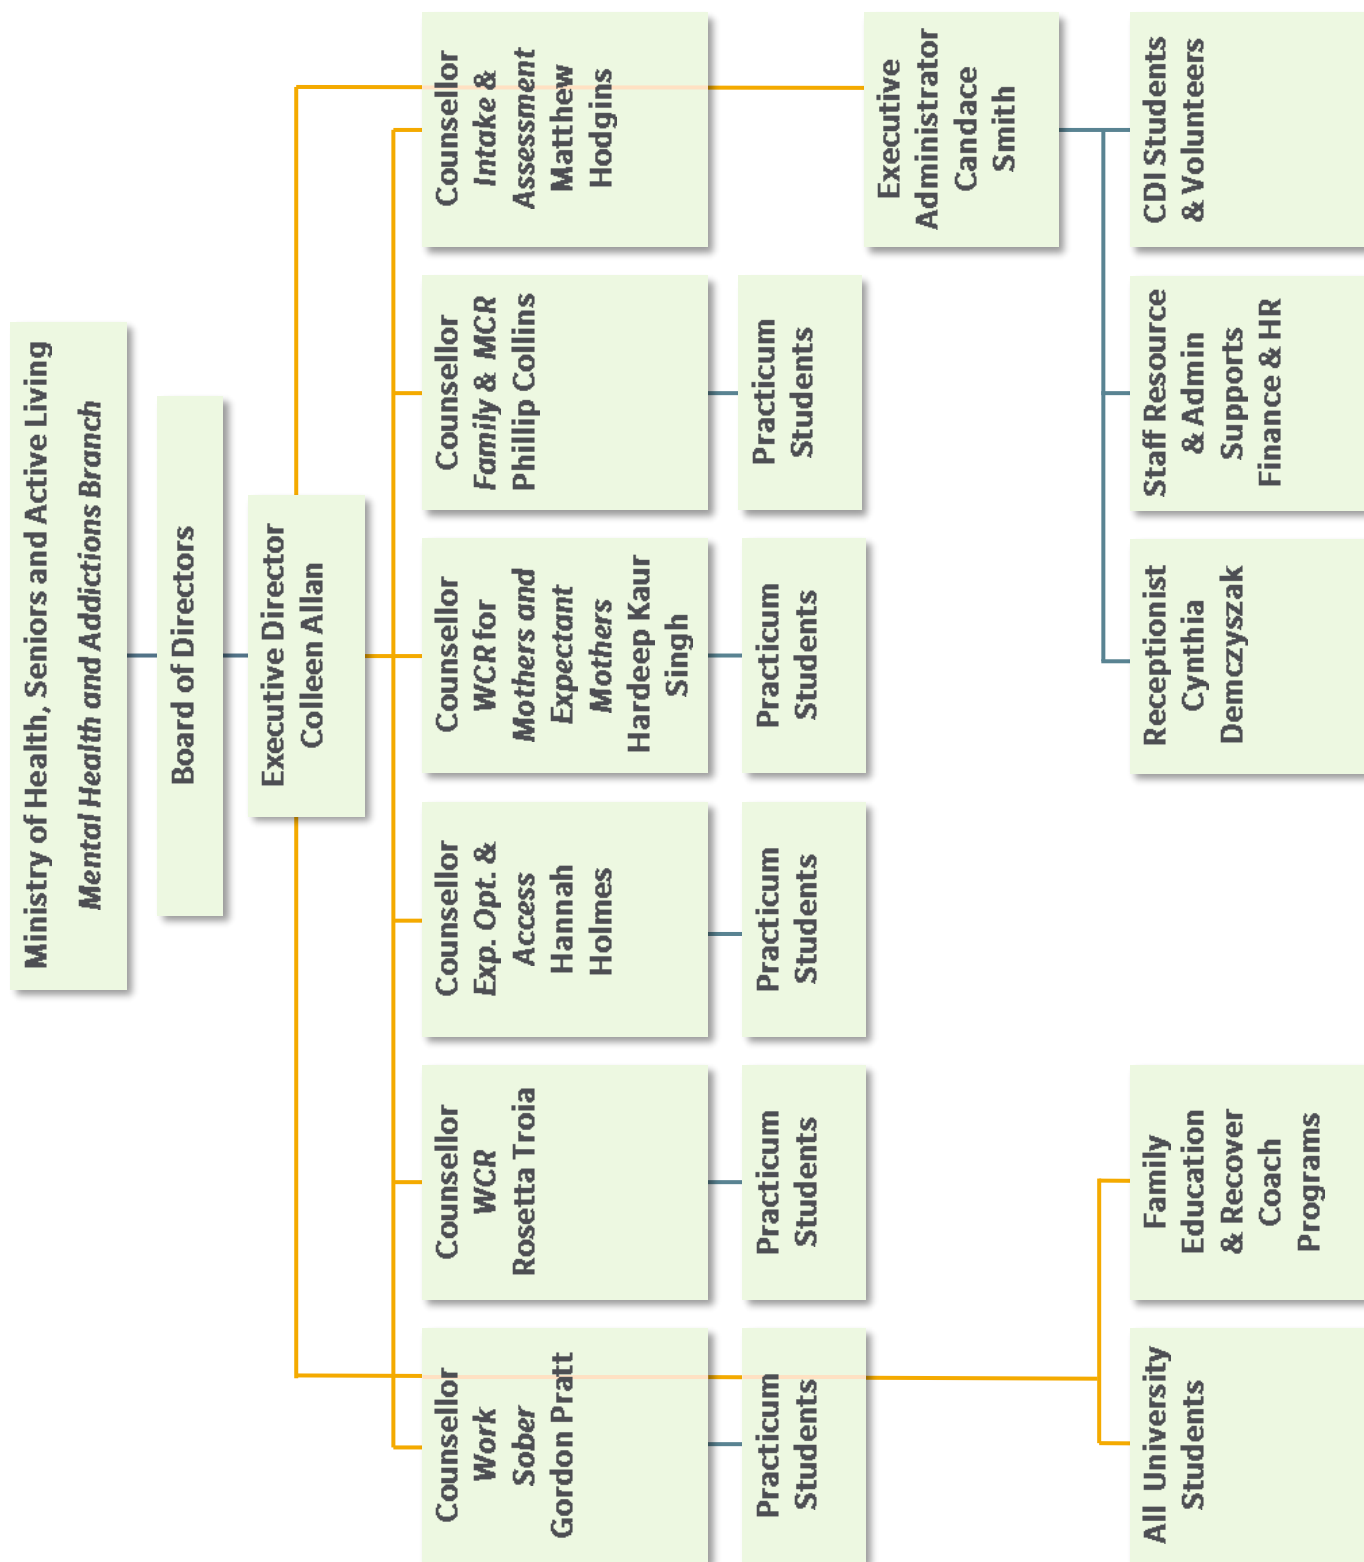 Ministry of Health, Seniors and Active Living
Mental Health and Addictions Branch
Board of Directors
Executive Director
Colleen Allan
Counsellor
Work
Sober
Gordon Pratt
Counsellor
WCR
Rosetta Troia
Counsellor
Exp. Opt. &
Access
Hannah
Holmes
Counsellor
WCR for
Mothers and
Expectant
Mothers
Hardeep Kaur
Singh
Counsellor
Family & MCR
Phillip Collins
Counsellor
Intake &
Assessment
Matthew
Hodgins
Practicum
Students
Practicum
Students
Practicum
Students
Practicum
Students
Practicum
Students
Executive
Administrator
Candace
Smith
All University
Students
Family
Education
& Recover
Coach
Programs
Receptionist
Cynthia
Demczyszak
Staff Resource
& Admin
Supports
Finance & HR
CDI Students
& Volunteers